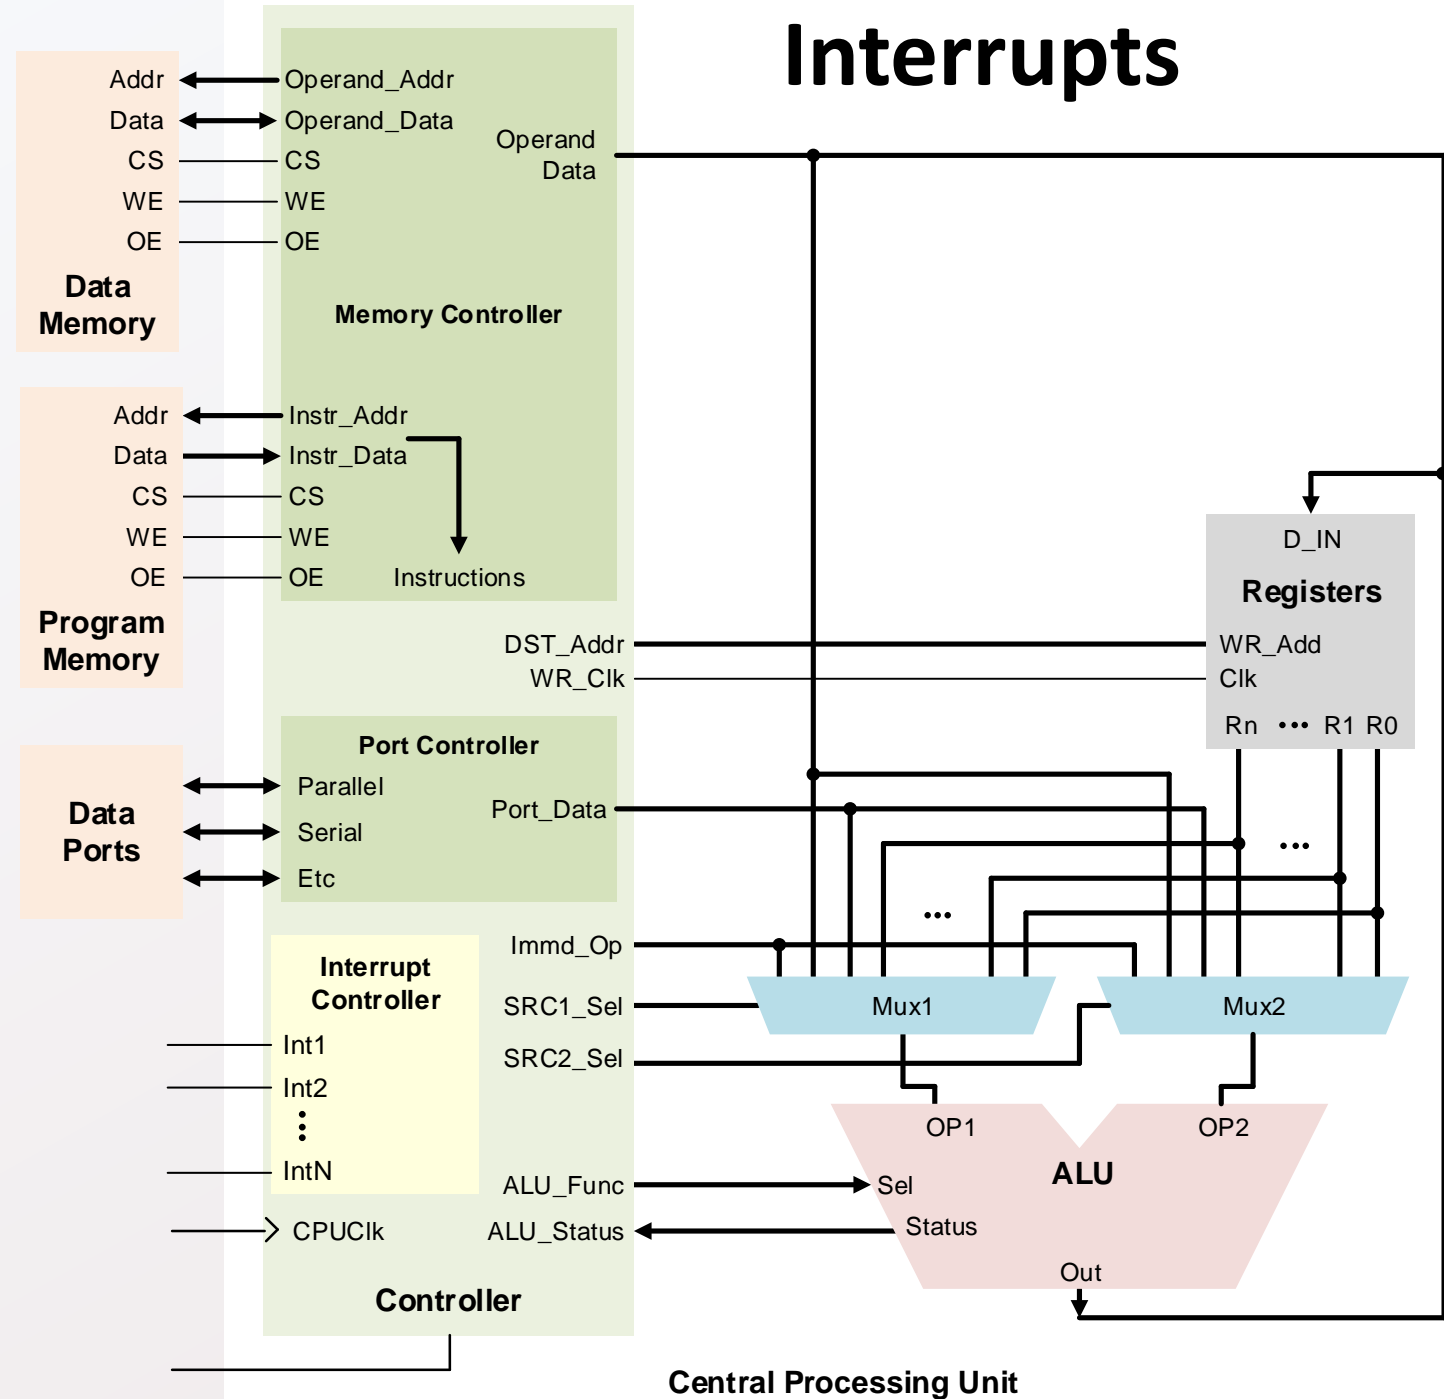 Interrupts
Addr
Data
CS
WE
OE
Data
Memory
Operand_Addr
Operand_Data
CS
WE
OE
Operand
Data
Memory Controller
Addr
Data
CS
WE
OE
Program
Memory
Instr_Addr
Instr_Data
CS
WE
OE
Instructions
DST_Addr
WR_Clk
D_IN
Registers
WR_Add
Clk
Rn ••• R1 R0
Data
Ports
Port Controller
Parallel
Serial
Etc
Port_Data
•••
•••
Interrupt
Controller
Int1
Int2
IntN
CPUClk
Immd_Op
SRC1_Sel
SRC2_Sel
ALU_Func
ALU_Status
Controller
Mux1
Mux2
OP1
OP2
ALU
Sel
Status
Out
Central Processing Unit